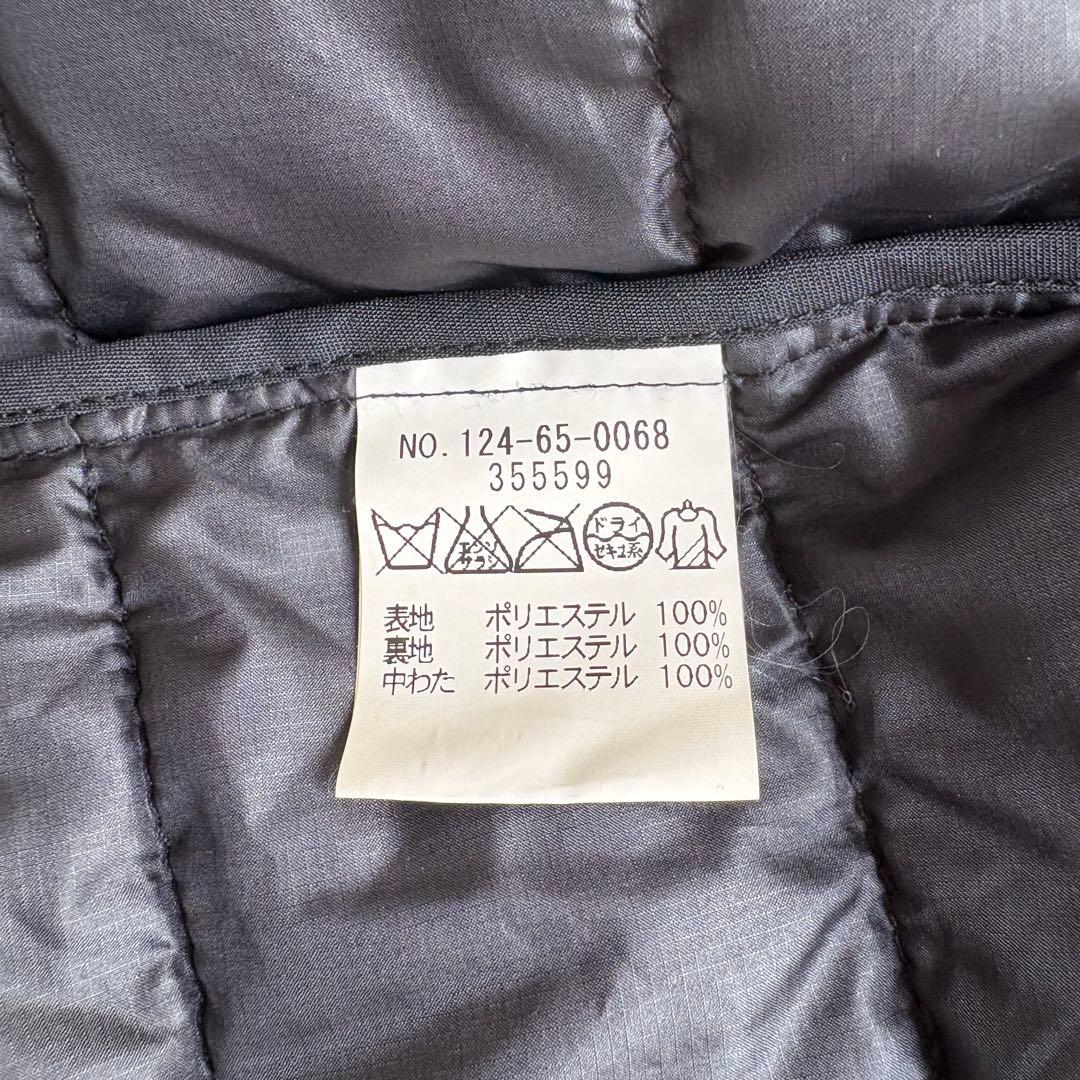 NO. 124-65-0068
355599
エンソ サラシ ドライ セキユ系
表地 ポリエステル 100%
裏地 ポリエステル 100%
中わた ポリエステル 100%